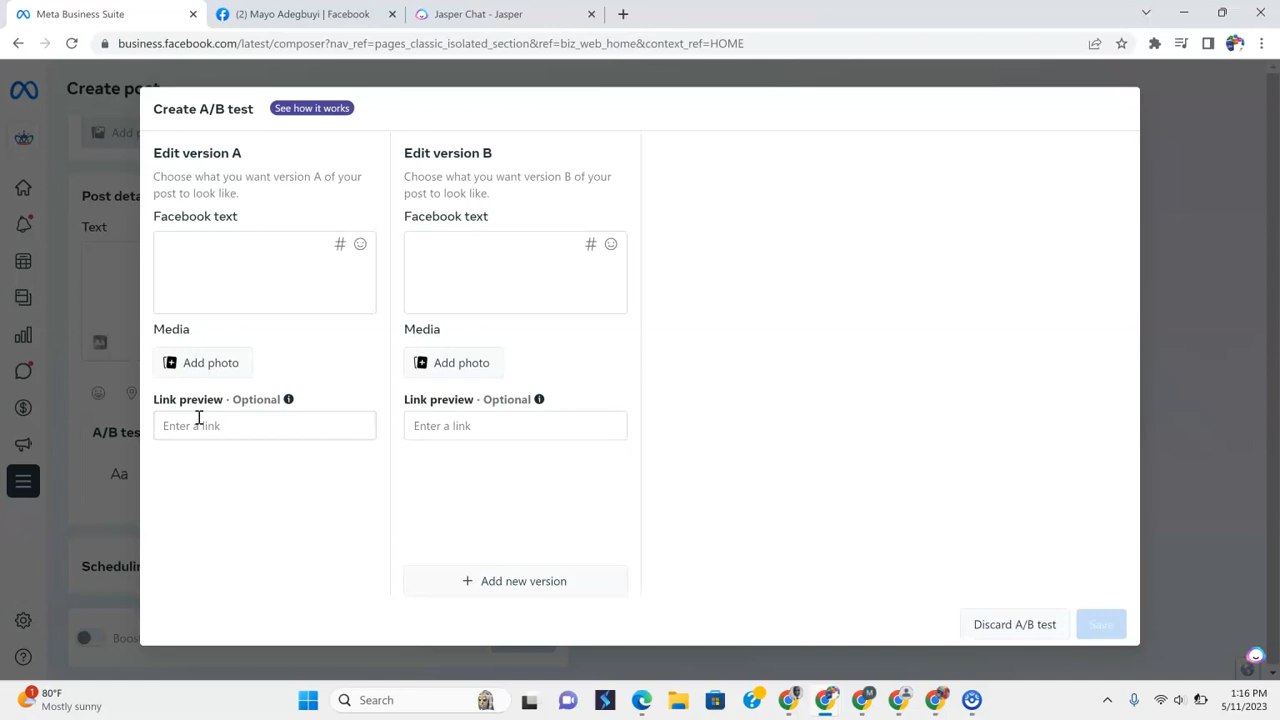 Meta Business Suite
(2) Mayo Adegbuyi | Facebook
Jasper Chat - Jasper
business.facebook.com/latest/composer?nav_ref=pages_classic_isolated_section&ref=biz_web_home&context_ref=HOME
Create post
Add p
Post deta
Text
A/B tes
Aa
Schedulin
Boos
Create A/B test
See how it works
Edit version A
Choose what you want version A of your
post to look like.
Facebook text
#
Media
Add photo
Link preview · Optional
Enter a link
Edit version B
Choose what you want version B of your
post to look like.
Facebook text
#
Media
Add photo
Link preview · Optional
Enter a link
+ Add new version
Discard A/B test
Save
1
80°F
Mostly sunny
Search
M
1:16 PM
5/11/2023